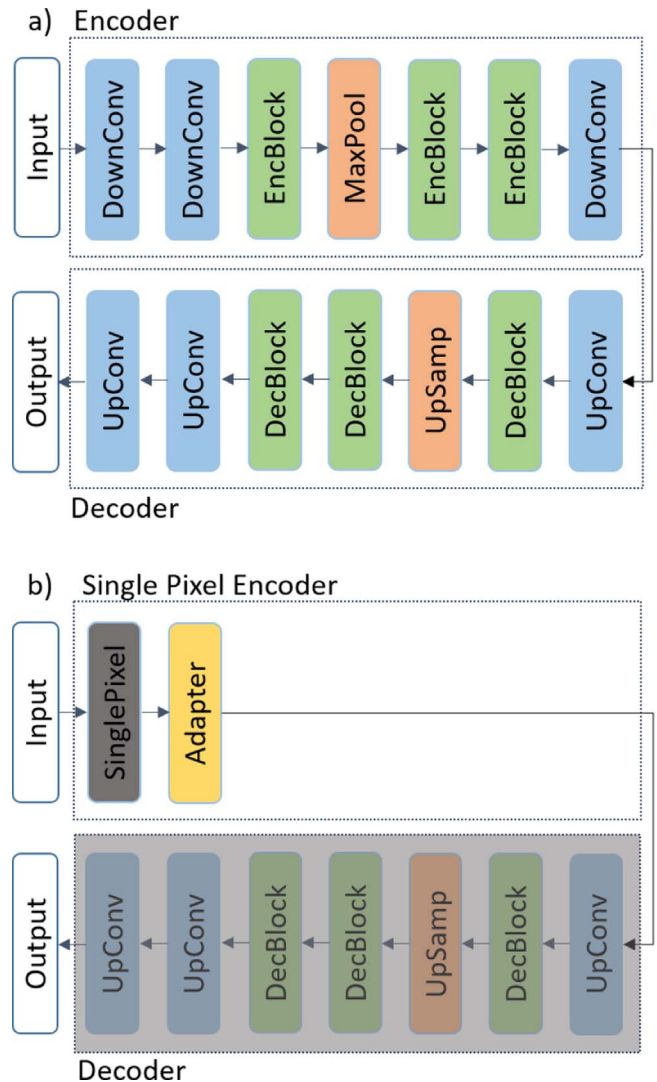 a) Encoder
Input
DownConv
DownConv
EncBlock
MaxPool
EncBlock
EncBlock
DownConv
Output
UpConv
UpConv
DecBlock
DecBlock
UpSamp
DecBlock
UpConv
Decoder
b) Single Pixel Encoder
Input
SinglePixel
Adapter
Output
UpConv
UpConv
DecBlock
DecBlock
UpSamp
DecBlock
UpConv
Decoder